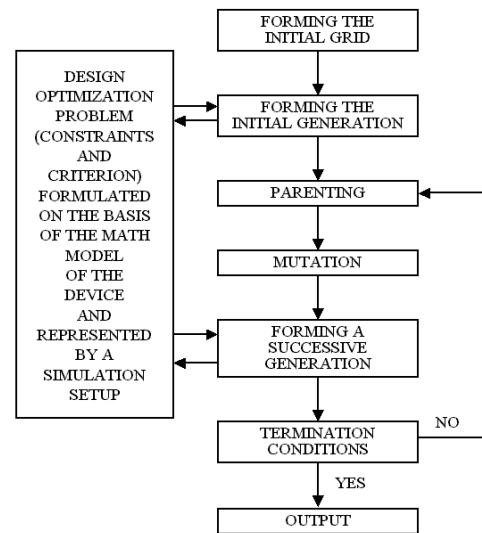 FORMING THE
INITIAL GRID
DESIGN
OPTIMIZATION
PROBLEM
(CONSTRAINTS
AND
CRITERION)
FORMULATED
ON THE BASIS
OF THE MATH
MODEL
OF THE
DEVICE
AND
REPRESENTED
BY A
SIMULATION
SETUP
FORMING THE
INITIAL GENERATION
PARENTING
MUTATION
FORMING A
SUCCESSIVE
GENERATION
TERMINATION
CONDITIONS
NO
YES
OUTPUT